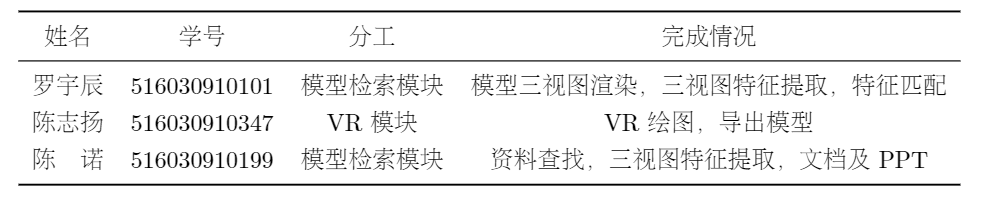 姓名 学号 分工 完成情况
罗宇辰 516030910101 模型检索模块 模型三视图渲染，三视图特征提取，特征匹配
陈志扬 516030910347 VR 模块 VR 绘图，导出模型
陈　诺 516030910199 模型检索模块 资料查找，三视图特征提取，文档及 PPT